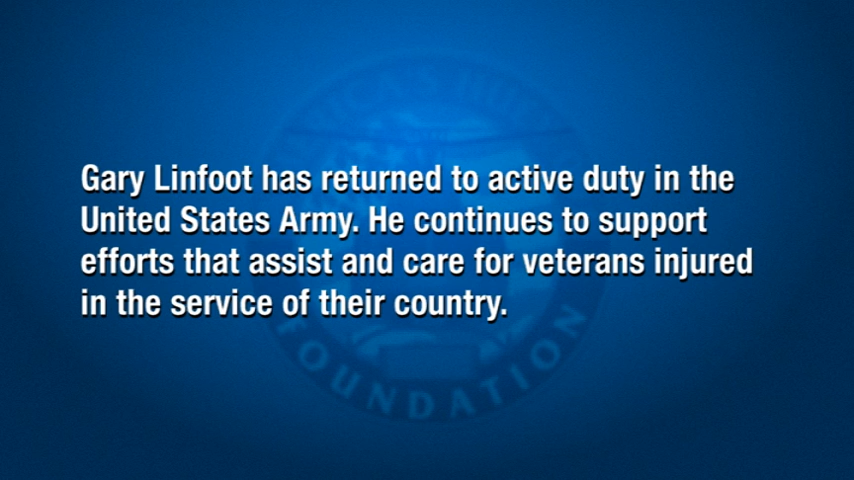 Gary Linfoot has returned to active duty in the
United States Army. He continues to support
efforts that assist and care for veterans injured
in the service of their country.
FOUNDATION